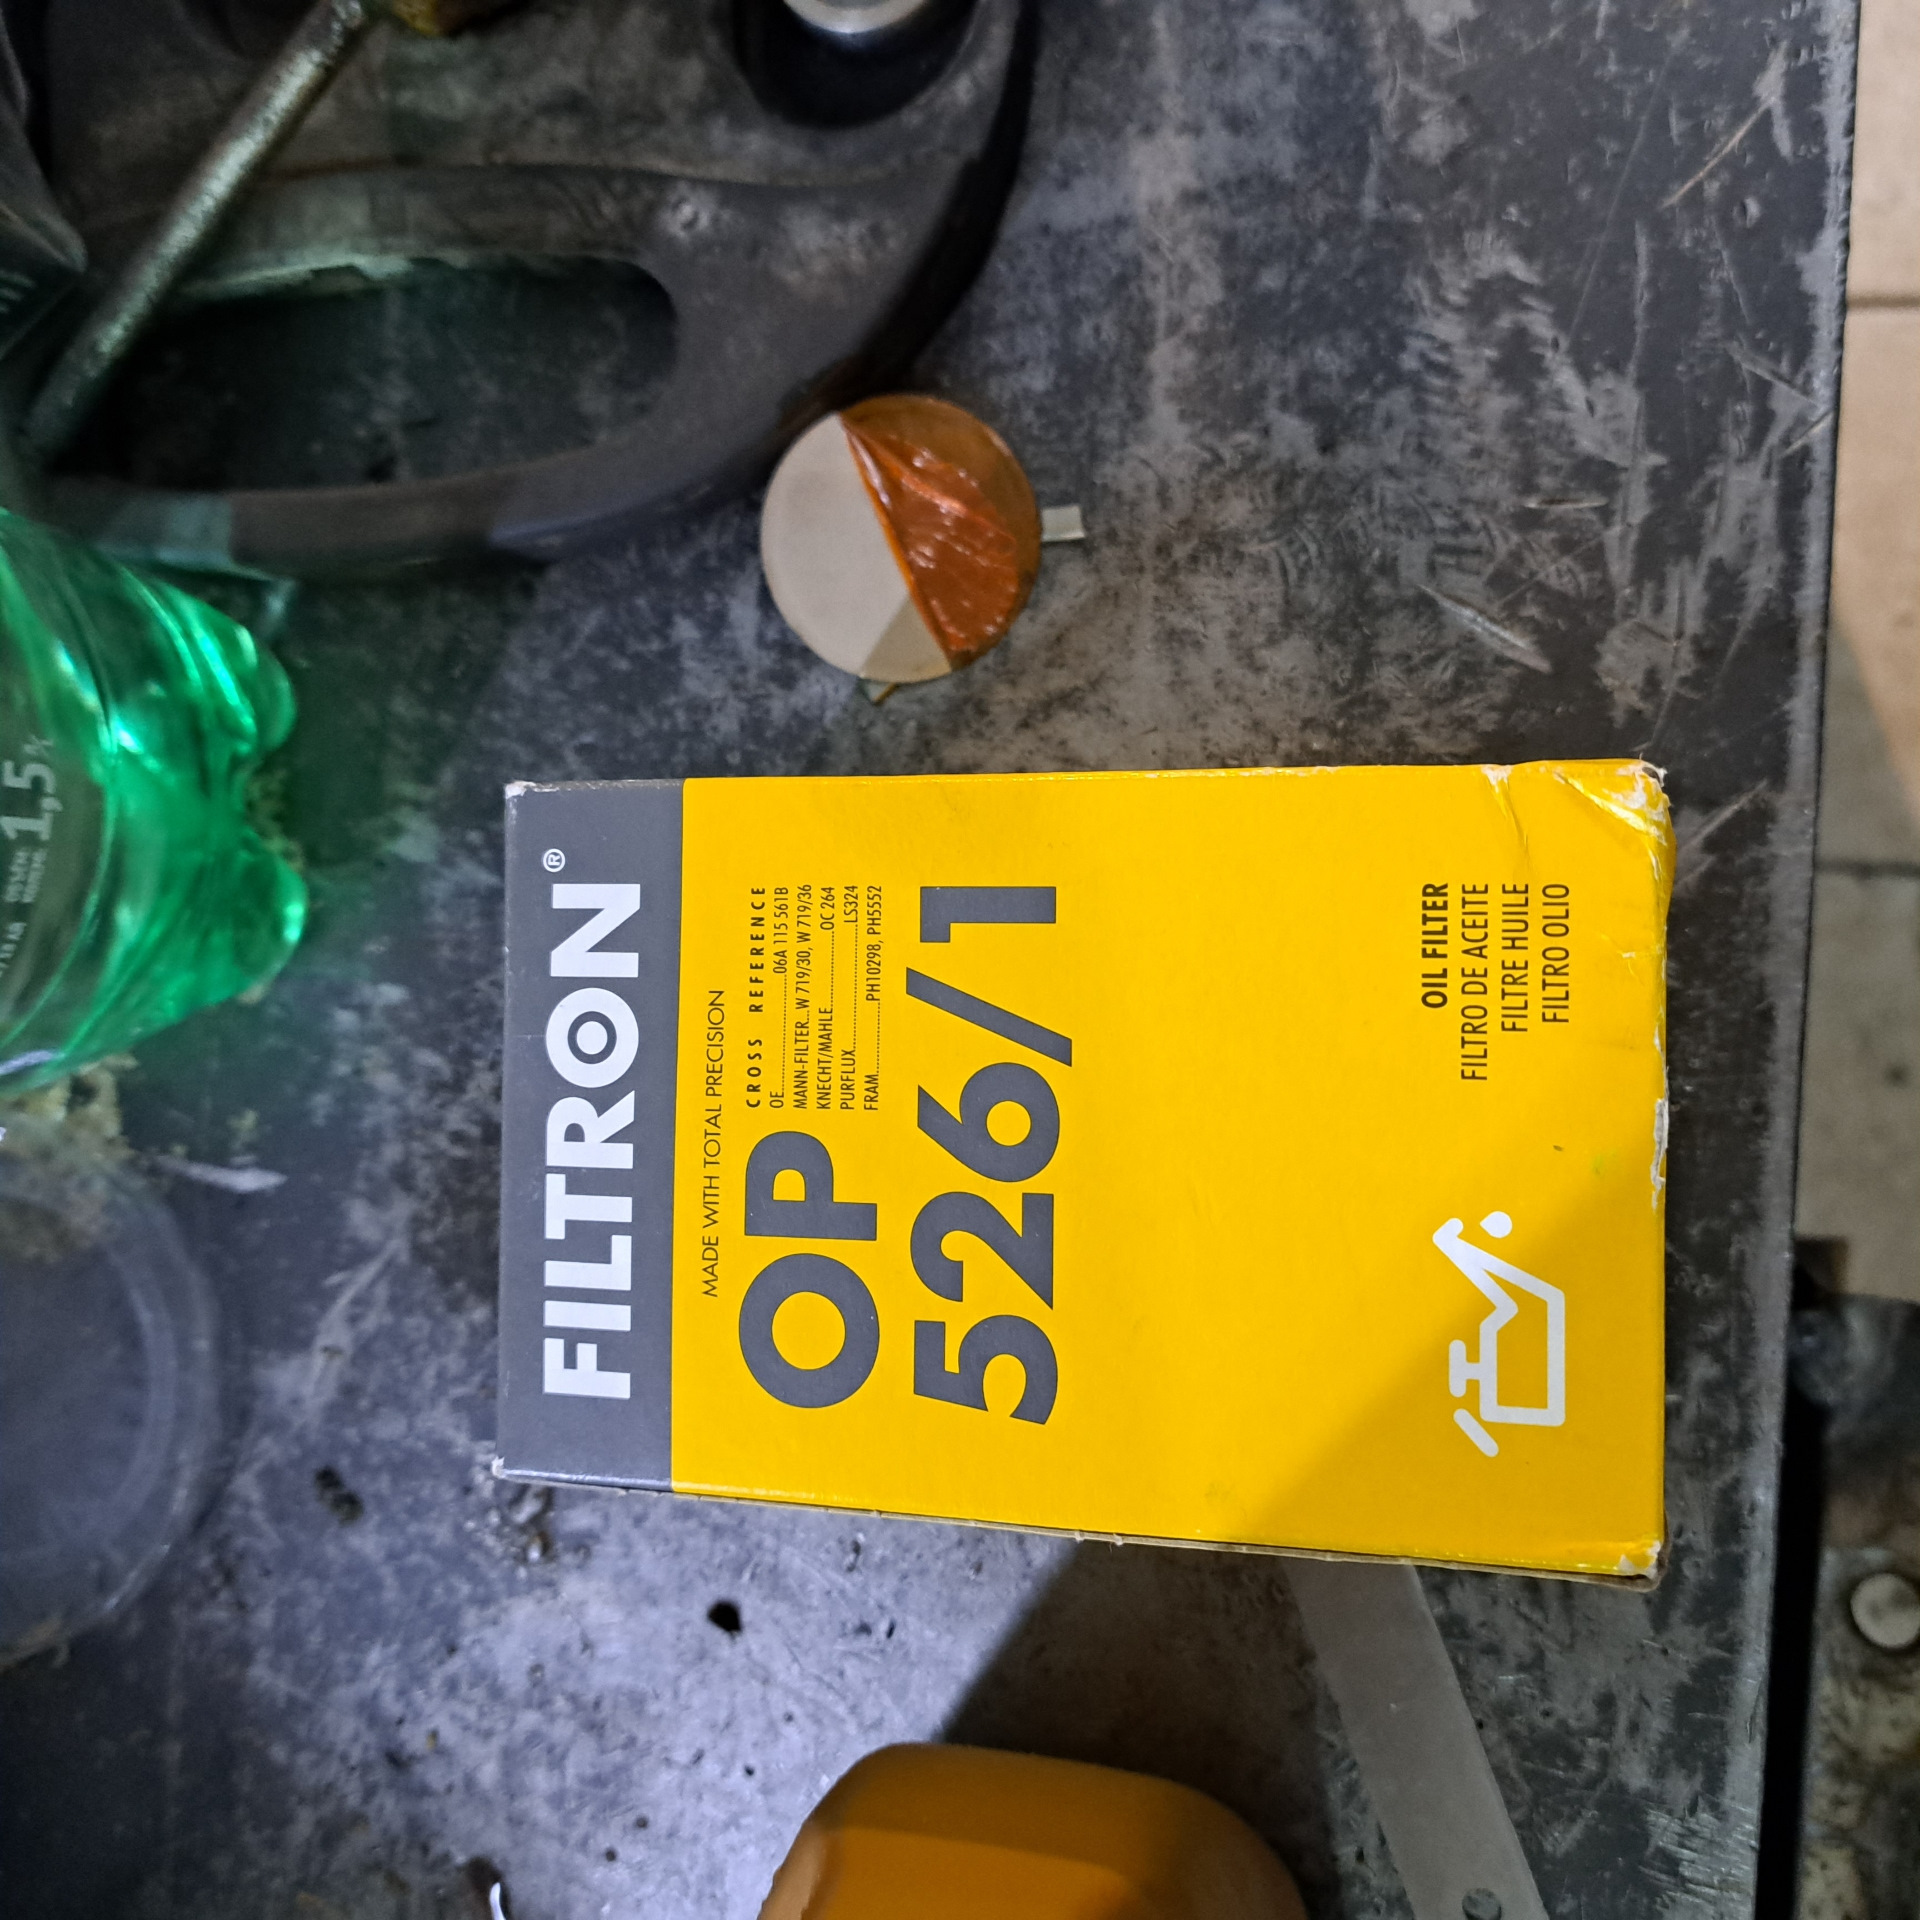 FILTRON®
MADE WITH TOTAL PRECISION
OP
526/1
CROSS REFERENCE
OE..................06A 115 561B
MANN-FILTER...W 719/30, W 719/36
KNECHT/MAHLE..................OC 264
PURFLUX..................LS324
FRAM..................PH10298, PH5552
OIL FILTER
FILTRO DE ACEITE
FILTRE HUILE
FILTRO OLIO
1,5